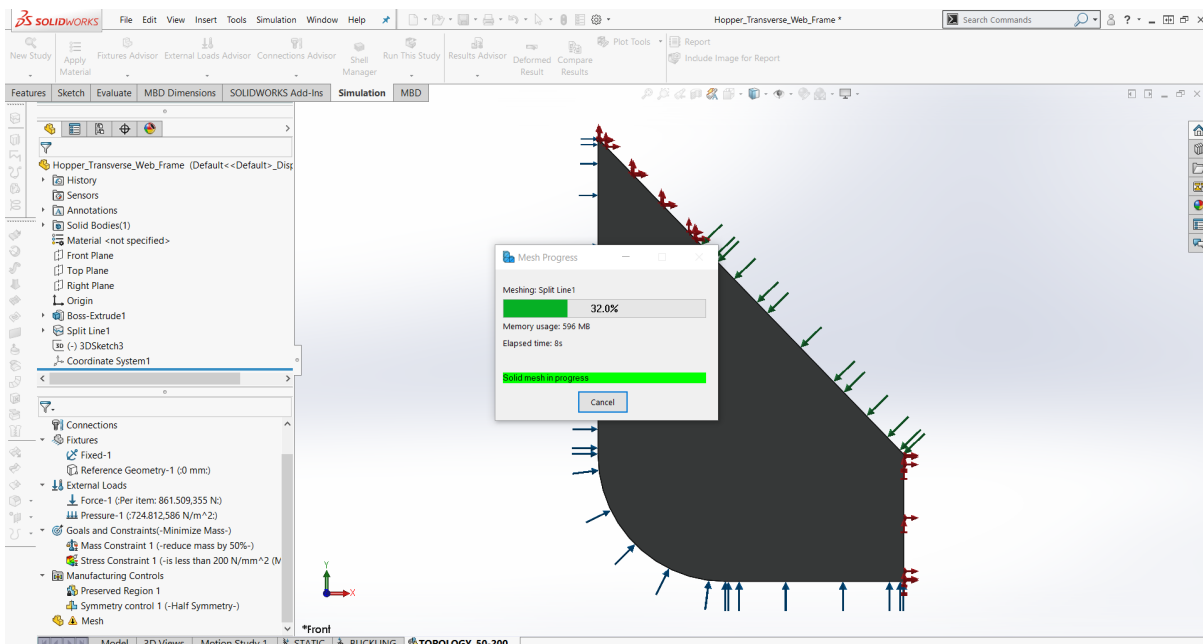 SOLIDWORKS File Edit View Insert Tools Simulation Window Help Hopper_Transverse_Web_Frame * Search Commands
New Study Apply Material Fixtures Advisor External Loads Advisor Connections Advisor Shell Manager Run This Study Results Advisor Deformed Result Compare Results Plot Tools Report
Include Image for Report
Features Sketch Evaluate MBD Dimensions SOLIDWORKS Add-Ins Simulation MBD
Hopper_Transverse_Web_Frame (Default<<Default>_Disp
History
Sensors
Annotations
Solid Bodies(1)
Material <not specified>
Front Plane
Top Plane
Right Plane
Origin
Boss-Extrude1
Split Line1
3D (-) 3DSketch3
Coordinate System1
Connections
Fixtures
Fixed-1
Reference Geometry-1 (:0 mm:)
External Loads
Force-1 (:Per item: 861.509,355 N:)
Pressure-1 (:724.812,586 N/m^2:)
Goals and Constraints(-Minimize Mass-)
Mass Constraint 1 (-reduce mass by 50%-)
Stress Constraint 1 (-is less than 200 N/mm^2 (M
Manufacturing Controls
Preserved Region 1
Symmetry control 1 (-Half Symmetry-)
Mesh
Mesh Progress
Meshing: Split Line1
32.0%
Memory usage: 596 MB
Elapsed time: 8s
Solid mesh in progress
Cancel
Y
X
*Front
Model 3D Views Motion Study 1 STATIC BUCKLING TOPOLOGY_50-200